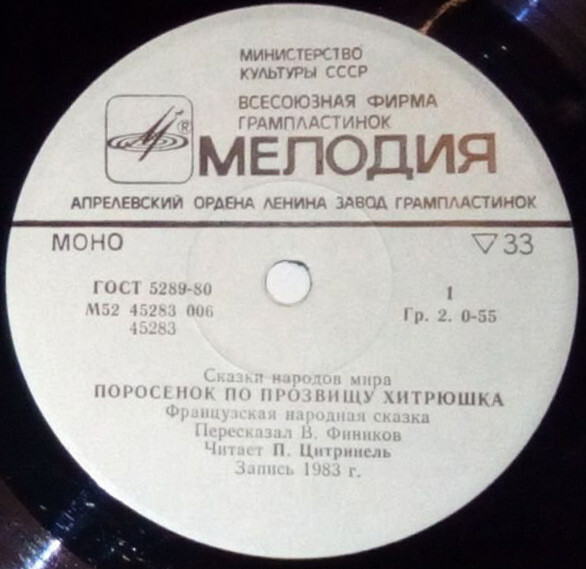 МИНИСТЕРСТВО
КУЛЬТУРЫ СССР
ВСЕСОЮЗНАЯ ФИРМА
ГРАМПЛАСТИНОК
®
МЕЛОДИЯ
АПРЕЛЕВСКИЙ ОРДЕНА ЛЕНИНА ЗАВОД ГРАМПЛАСТИНОК
МОНО ▽33
ГОСТ 5289-80
М52 45283 006
45283
1
Гр. 2. 0-55
Сказки народов мира
ПОРОСЕНОК ПО ПРОЗВИЩУ ХИТРЮШКА
Французская народная сказка
Пересказал В. Фиников
Читает П. Цитринель
Запись 1983 г.